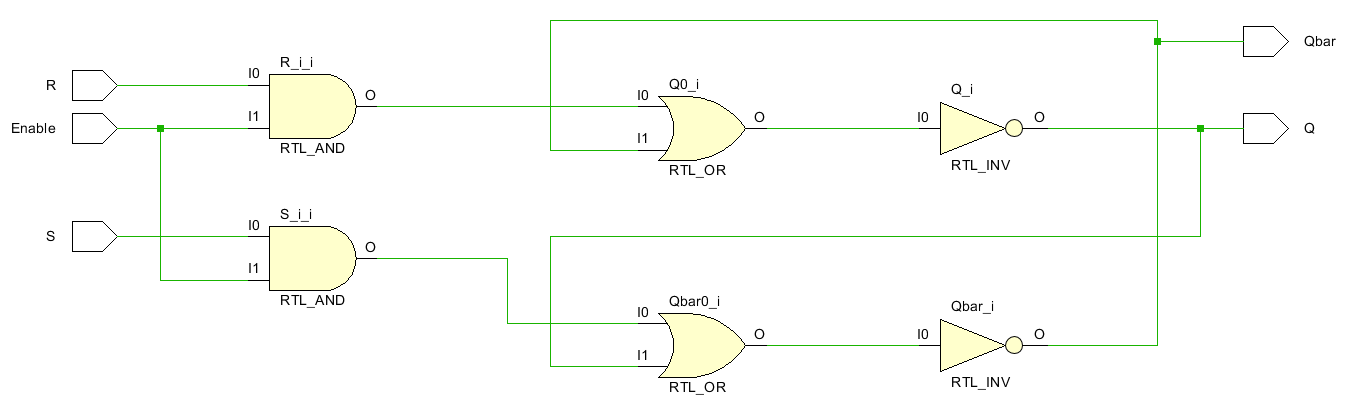 Qbar
R_i_i
R
I0
O
Q0_i
I0
Q_i
Enable
I1
O
I0
O
Q
I1
RTL_AND
RTL_OR
RTL_INV
S_i_i
S
I0
O
I1
RTL_AND
Qbar0_i
Qbar_i
I0
O
I0
O
I1
RTL_OR
RTL_INV